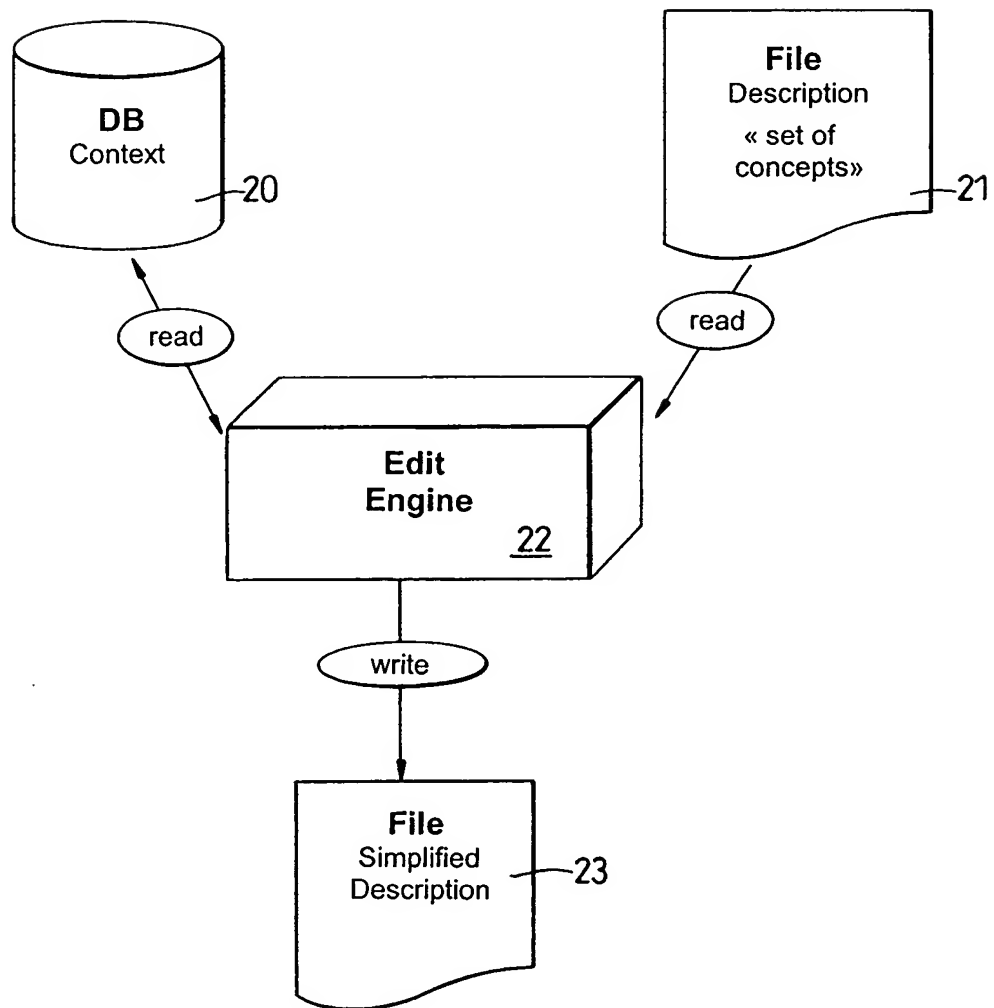 DB
Context
20
File
Description
« set of
concepts»
21
read
read
Edit
Engine
22
write
File
Simplified
Description
23